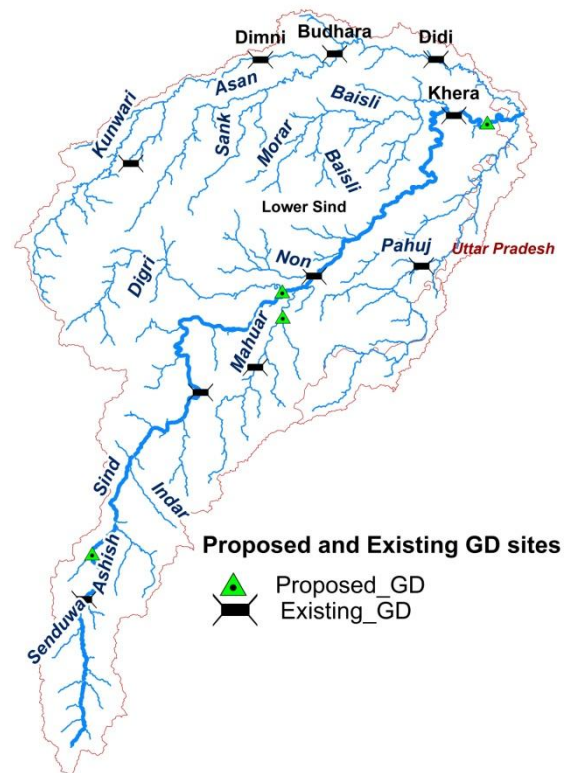 Budhara
Dimni
Didi
Asan
Baisli
Khera
Kunwari
Sank
Morar
Baisli
Lower Sind
Non
Pahuj
Uttar Pradesh
Digri
Mahuar
Sind
Indar
Proposed and Existing GD sites
Ashish
Proposed_GD
Existing_GD
Senduwa